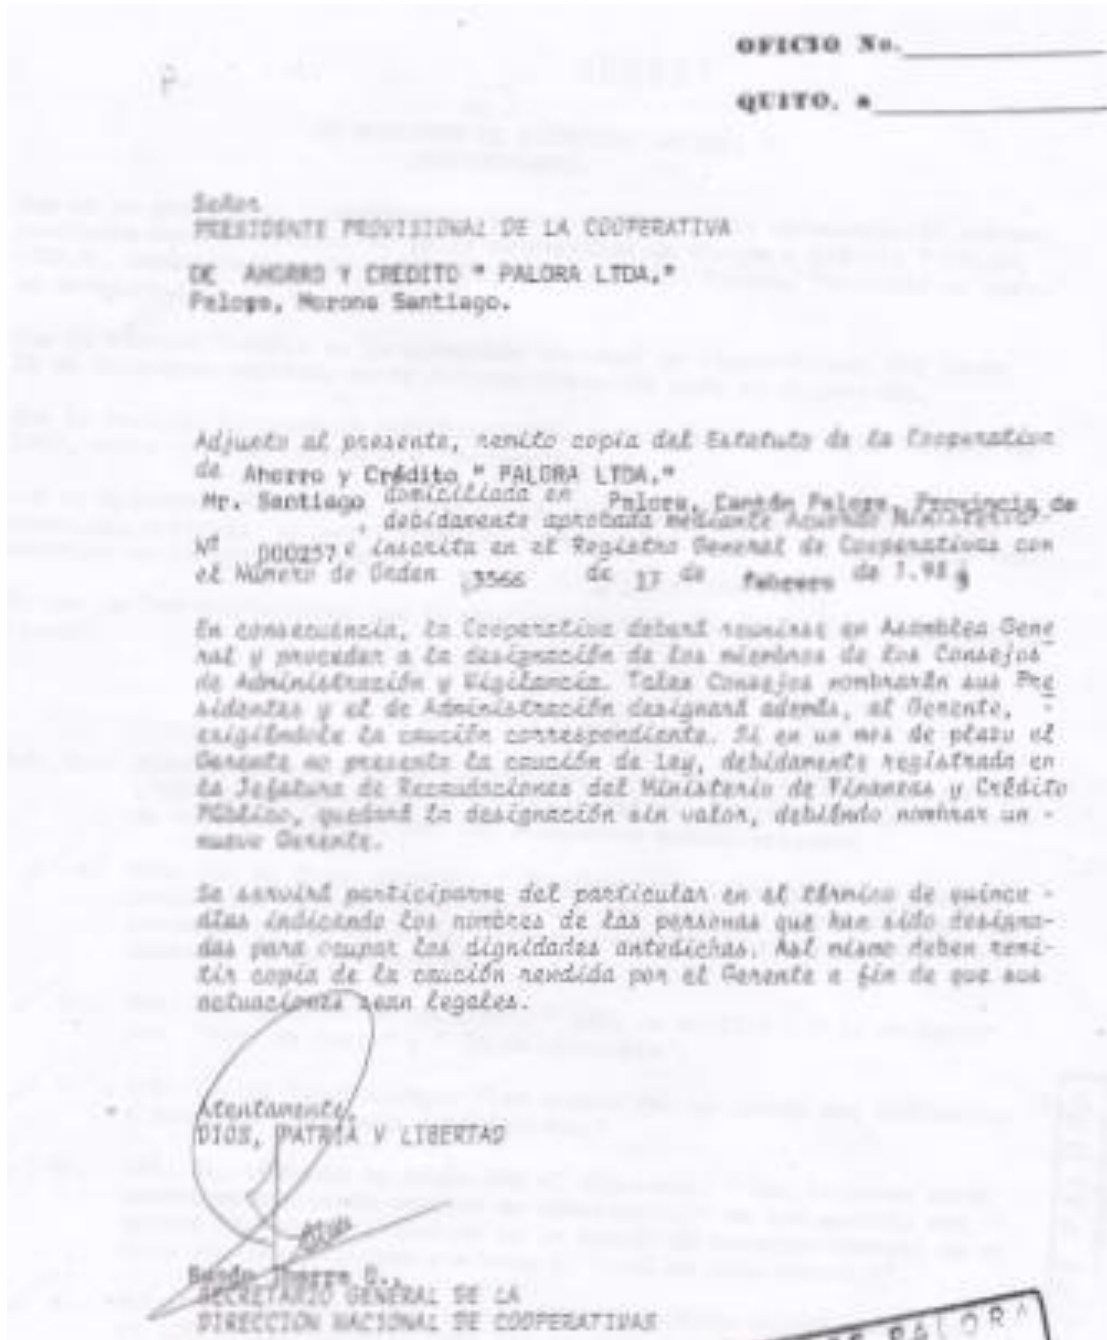 OFICIO No.
QUITO, a
Señor
PRESIDENTE PROVISIONAL DE LA COOPERATIVA
DE AHORRO Y CREDITO " PALORA LTDA."
Palora, Morona Santiago.
Adjunto al presente, remito copia del Estatuto de la Cooperativa
de Ahorro y Crédito " PALORA LTDA."
Mr. Santiago domiciliada en Palora, Cantón Palora, Provincia de
, debidamente aprobada mediante Acuerdo Ministerial-
Nº 000257 e inscrita en el Registro General de Cooperativas con
el Número de Orden 3566 de 17 de febrero de 1.98
En consecuencia, la Cooperativa deberá reunirse en Asamblea Gene
ral y proceder a la designación de los miembros de los Consejos
de Administración y Vigilancia. Tales Consejos nombrarán sus Pre
sidentes y el de Administración designará además, al Gerente, -
exigiéndole la caución correspondiente. Si en un mes de plazo el
Gerente no presenta la caución de Ley, debidamente registrada en
la Jefatura de Recaudaciones del Ministerio de Finanzas y Crédito
Público, quedará la designación sin valor, debiendo nombrar un -
nuevo Gerente.
Se servirá participarme del particular en el término de quince -
días indicando los nombres de las personas que han sido designa-
das para ocupar las dignidades antedichas. Así mismo deben remi-
tir copia de la caución rendida por el Gerente a fin de que sus
actuaciones sean legales.
Atentamente,
DIOS, PATRIA Y LIBERTAD
SECRETARIO GENERAL DE LA
DIRECCION NACIONAL DE COOPERATIVAS
PALORA